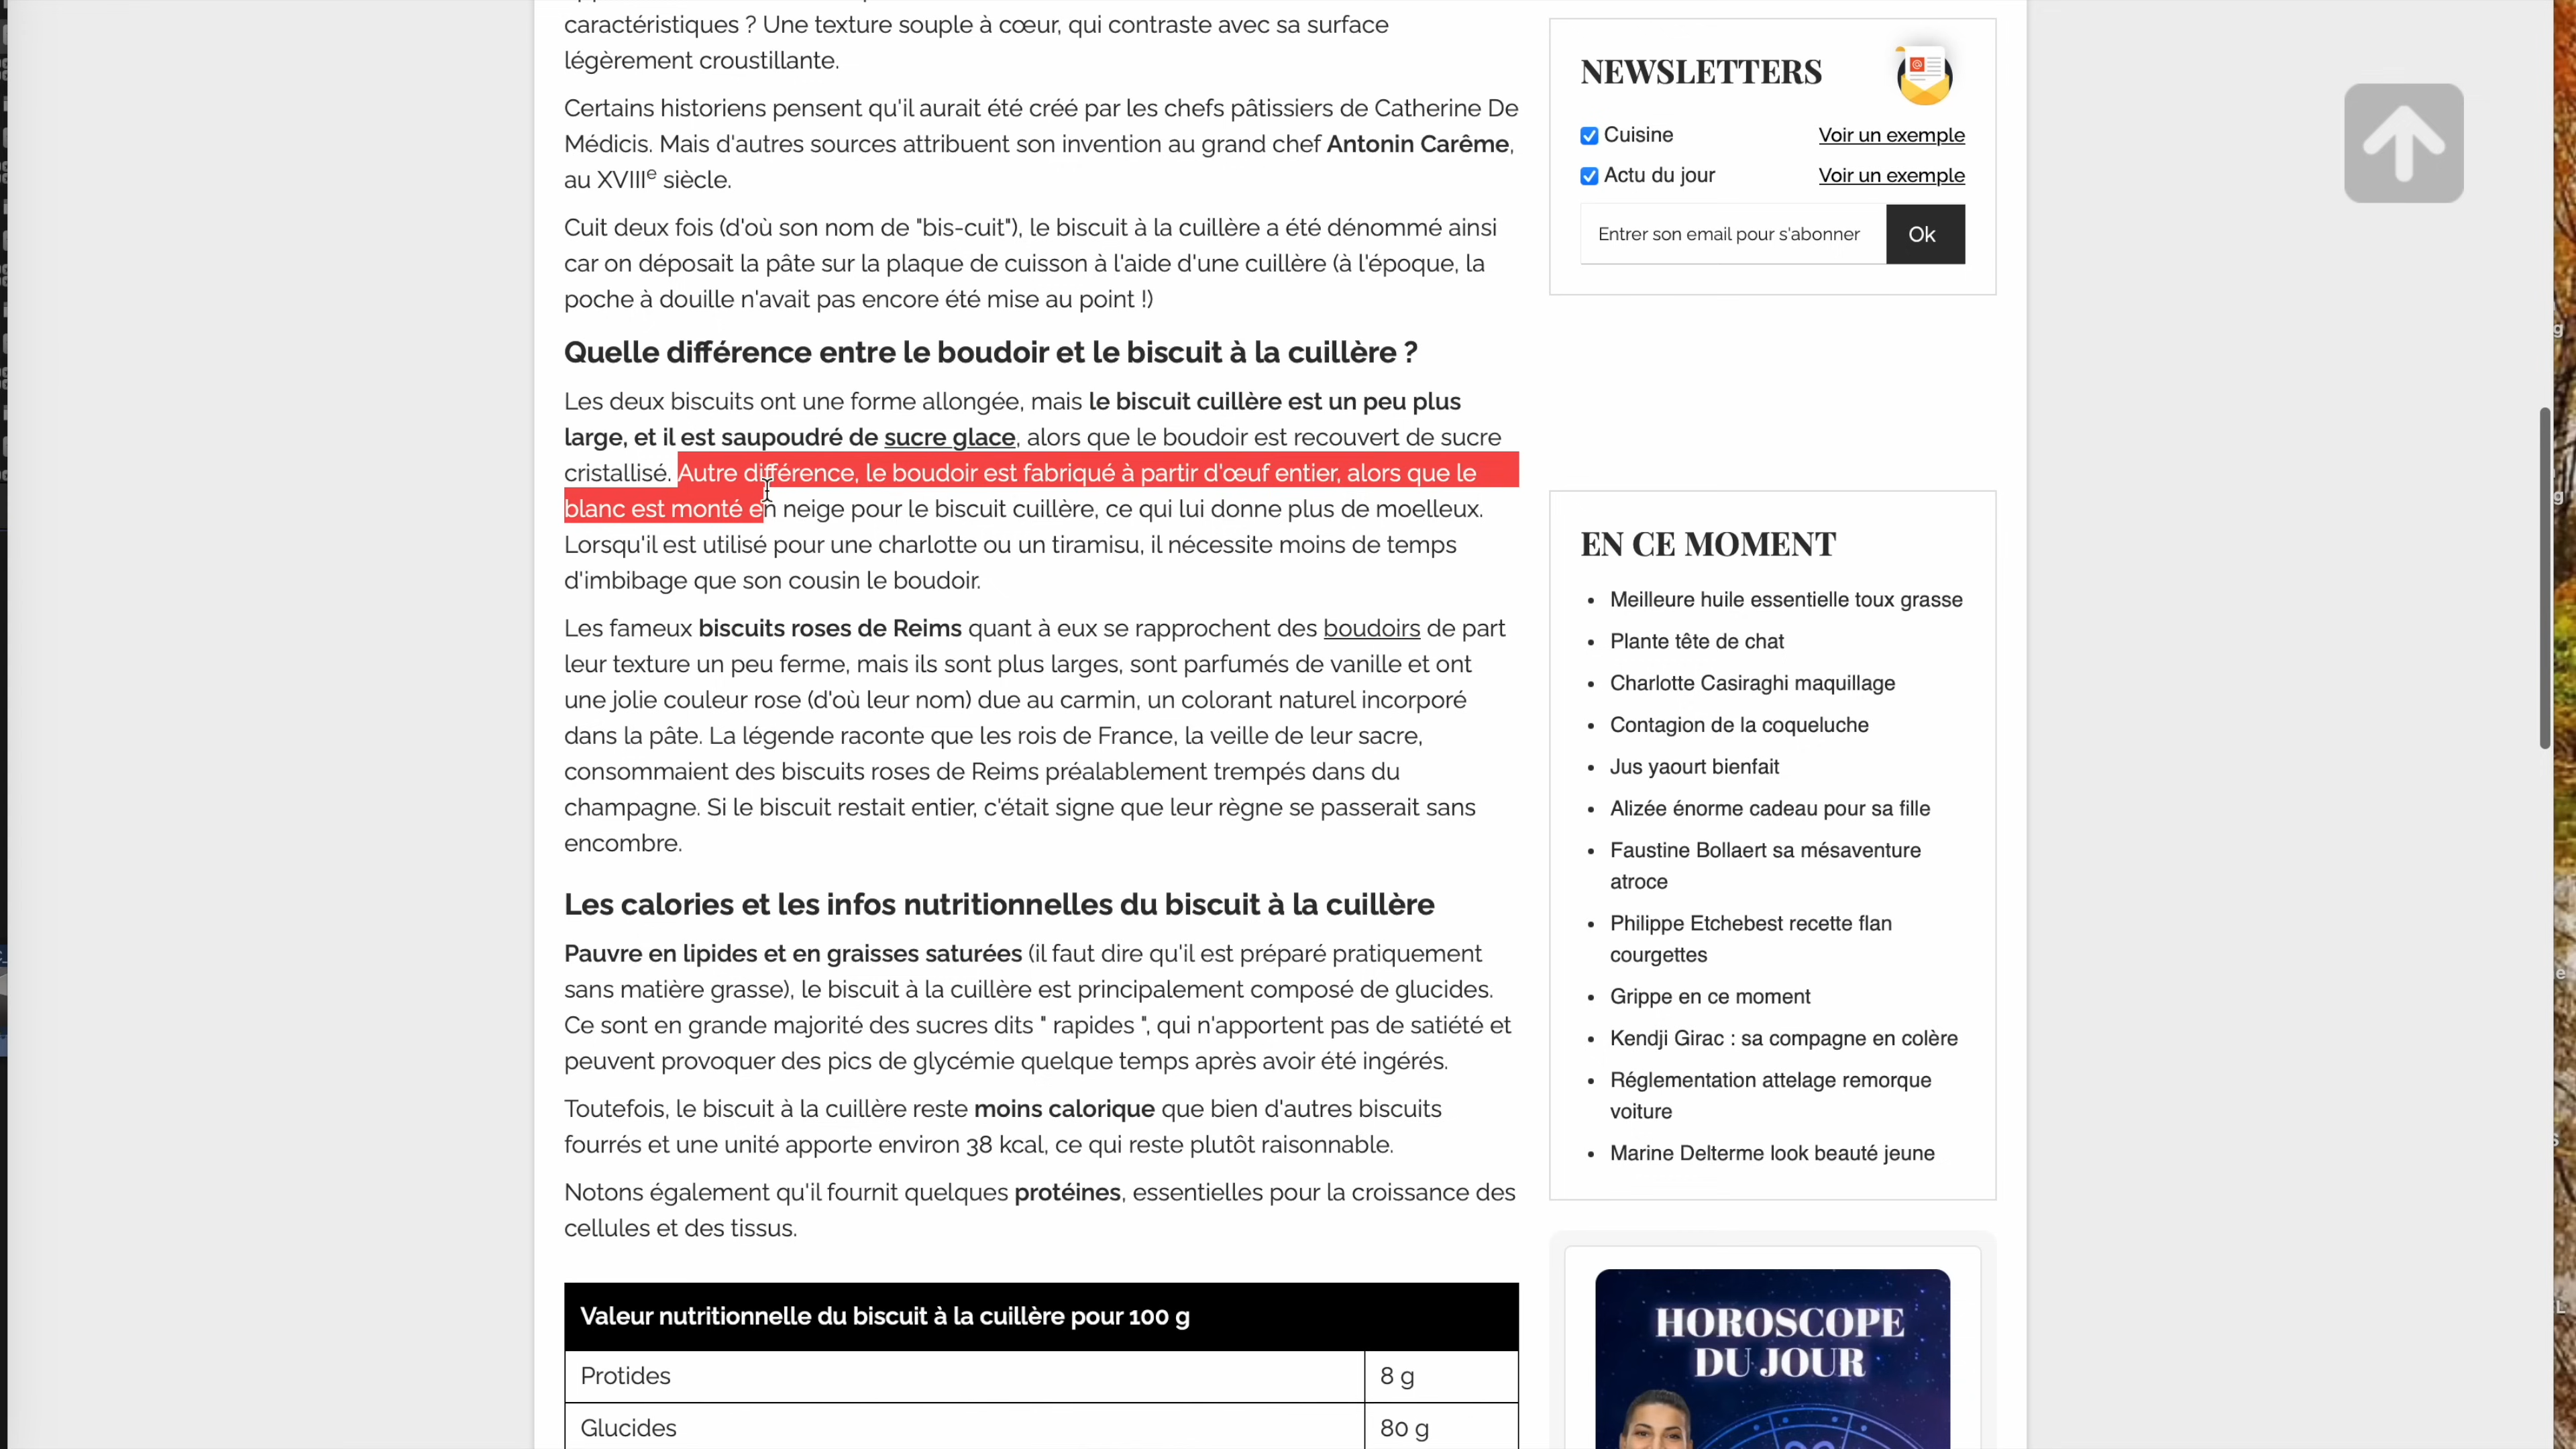 caractéristiques ? Une texture souple à cœur, qui contraste avec sa surface
légèrement croustillante.
Certains historiens pensent qu'il aurait été créé par les chefs pâtissiers de Catherine De
Médicis. Mais d'autres sources attribuent son invention au grand chef Antonin Carême,
au XVIIIe siècle.
Cuit deux fois (d'où son nom de "bis-cuit"), le biscuit à la cuillère a été dénommé ainsi
car on déposait la pâte sur la plaque de cuisson à l'aide d'une cuillère (à l'époque, la
poche à douille n'avait pas encore été mise au point !)
Quelle différence entre le boudoir et le biscuit à la cuillère ?
Les deux biscuits ont une forme allongée, mais le biscuit cuillère est un peu plus
large, et il est saupoudré de sucre glace, alors que le boudoir est recouvert de sucre
cristallisé. Autre différence, le boudoir est fabriqué à partir d'œuf entier, alors que le
blanc est monté en neige pour le biscuit cuillère, ce qui lui donne plus de moelleux.
Lorsqu'il est utilisé pour une charlotte ou un tiramisu, il nécessite moins de temps
d'imbibage que son cousin le boudoir.
Les fameux biscuits roses de Reims quant à eux se rapprochent des boudoirs de part
leur texture un peu ferme, mais ils sont plus larges, sont parfumés de vanille et ont
une jolie couleur rose (d'où leur nom) due au carmin, un colorant naturel incorporé
dans la pâte. La légende raconte que les rois de France, la veille de leur sacre,
consommaient des biscuits roses de Reims préalablement trempés dans du
champagne. Si le biscuit restait entier, c'était signe que leur règne se passerait sans
encombre.
Les calories et les infos nutritionnelles du biscuit à la cuillère
Pauvre en lipides et en graisses saturées (il faut dire qu'il est préparé pratiquement
sans matière grasse), le biscuit à la cuillère est principalement composé de glucides.
Ce sont en grande majorité des sucres dits " rapides ", qui n'apportent pas de satiété et
peuvent provoquer des pics de glycémie quelque temps après avoir été ingérés.
Toutefois, le biscuit à la cuillère reste moins calorique que bien d'autres biscuits
fourrés et une unité apporte environ 38 kcal, ce qui reste plutôt raisonnable.
Notons également qu'il fournit quelques protéines, essentielles pour la croissance des
cellules et des tissus.
Valeur nutritionnelle du biscuit à la cuillère pour 100 g
Protides 8 g
Glucides 80 g
NEWSLETTERS
Cuisine Voir un exemple
Actu du jour Voir un exemple
Entrer son email pour s'abonner Ok
EN CE MOMENT
Meilleure huile essentielle toux grasse
Plante tête de chat
Charlotte Casiraghi maquillage
Contagion de la coqueluche
Jus yaourt bienfait
Alizée énorme cadeau pour sa fille
Faustine Bollaert sa mésaventure
atroce
Philippe Etchebest recette flan
courgettes
Grippe en ce moment
Kendji Girac : sa compagne en colère
Réglementation attelage remorque
voiture
Marine Delterme look beauté jeune
HOROSCOPE
DU JOUR